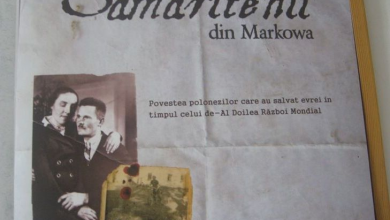 Samaritenii
din Markowa
Povestea polonezilor care au salvat evrei în
timpul celui de-Al Doilea Război Mondial